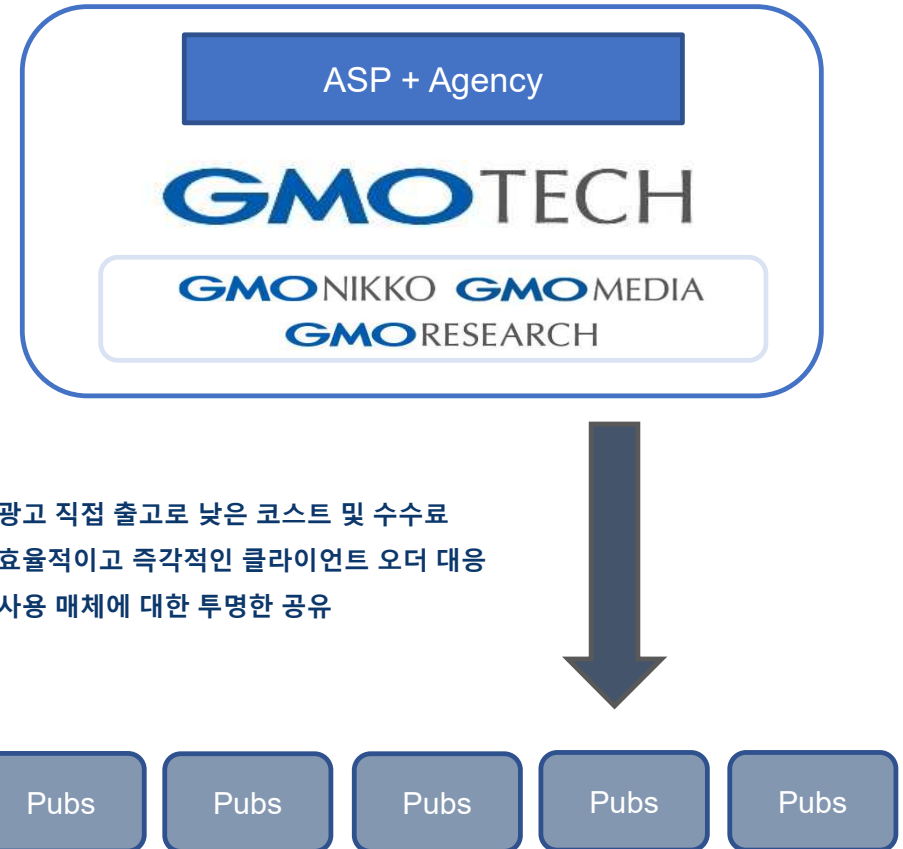 ASP + Agency
GMOTECH
GMONIKKO GMOMEDIA
GMORESEARCH
광고 직접 출고로 낮은 코스트 및 수수료
효율적이고 즉각적인 클라이언트 오더 대응
사용 매체에 대한 투명한 공유
Pubs Pubs Pubs Pubs Pubs